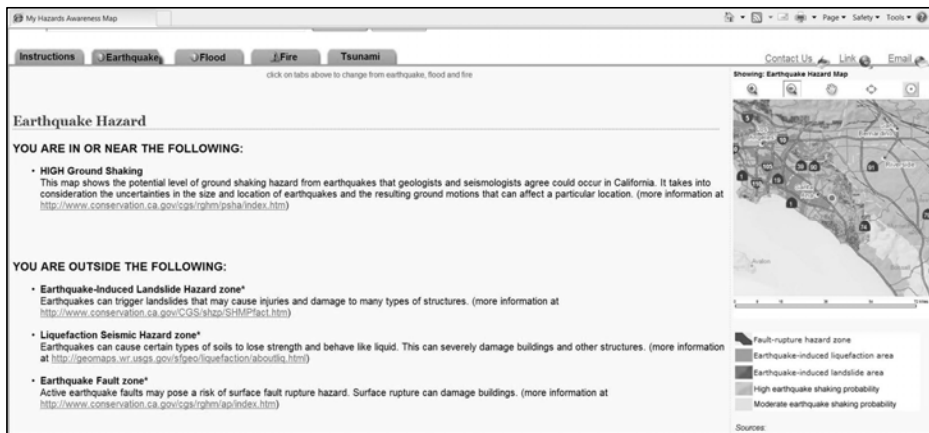 My Hazards Awareness Map
Page Safety Tools
Instructions Earthquake Flood Fire Tsunami
Contact Us Link Email
click on tabs above to change from earthquake, flood and fire
Showing: Earthquake Hazard Map
Earthquake Hazard
YOU ARE IN OR NEAR THE FOLLOWING:
• HIGH Ground Shaking
This map shows the potential level of ground shaking hazard from earthquakes that geologists and seismologists agree could occur in California. It takes into
consideration the uncertainties in the size and location of earthquakes and the resulting ground motions that can affect a particular location. (more information at
http://www.conservation.ca.gov/cgs/rghm/psha/index.htm)
YOU ARE OUTSIDE THE FOLLOWING:
• Earthquake-Induced Landslide Hazard zone*
Earthquakes can trigger landslides that may cause injuries and damage to many types of structures. (more information at
http://www.conservation.ca.gov/CGS/shzp/SHMPfact.htm)
• Liquefaction Seismic Hazard zone*
Earthquakes can cause certain types of soils to lose strength and behave like liquid. This can severely damage buildings and other structures. (more information
at http://geomaps.wr.usgs.gov/sfgeo/liquefaction/aboutliq.html)
• Earthquake Fault zone*
Active earthquake faults may pose a risk of surface fault rupture hazard. Surface rupture can damage buildings. (more information at
http://www.conservation.ca.gov/cgs/rghm/ap/index.htm)
Riverside
Avalon
Fault-rupture hazard zone
Earthquake-induced liquefaction area
Earthquake-induced landslide area
High earthquake shaking probability
Moderate earthquake shaking probability
Sources: